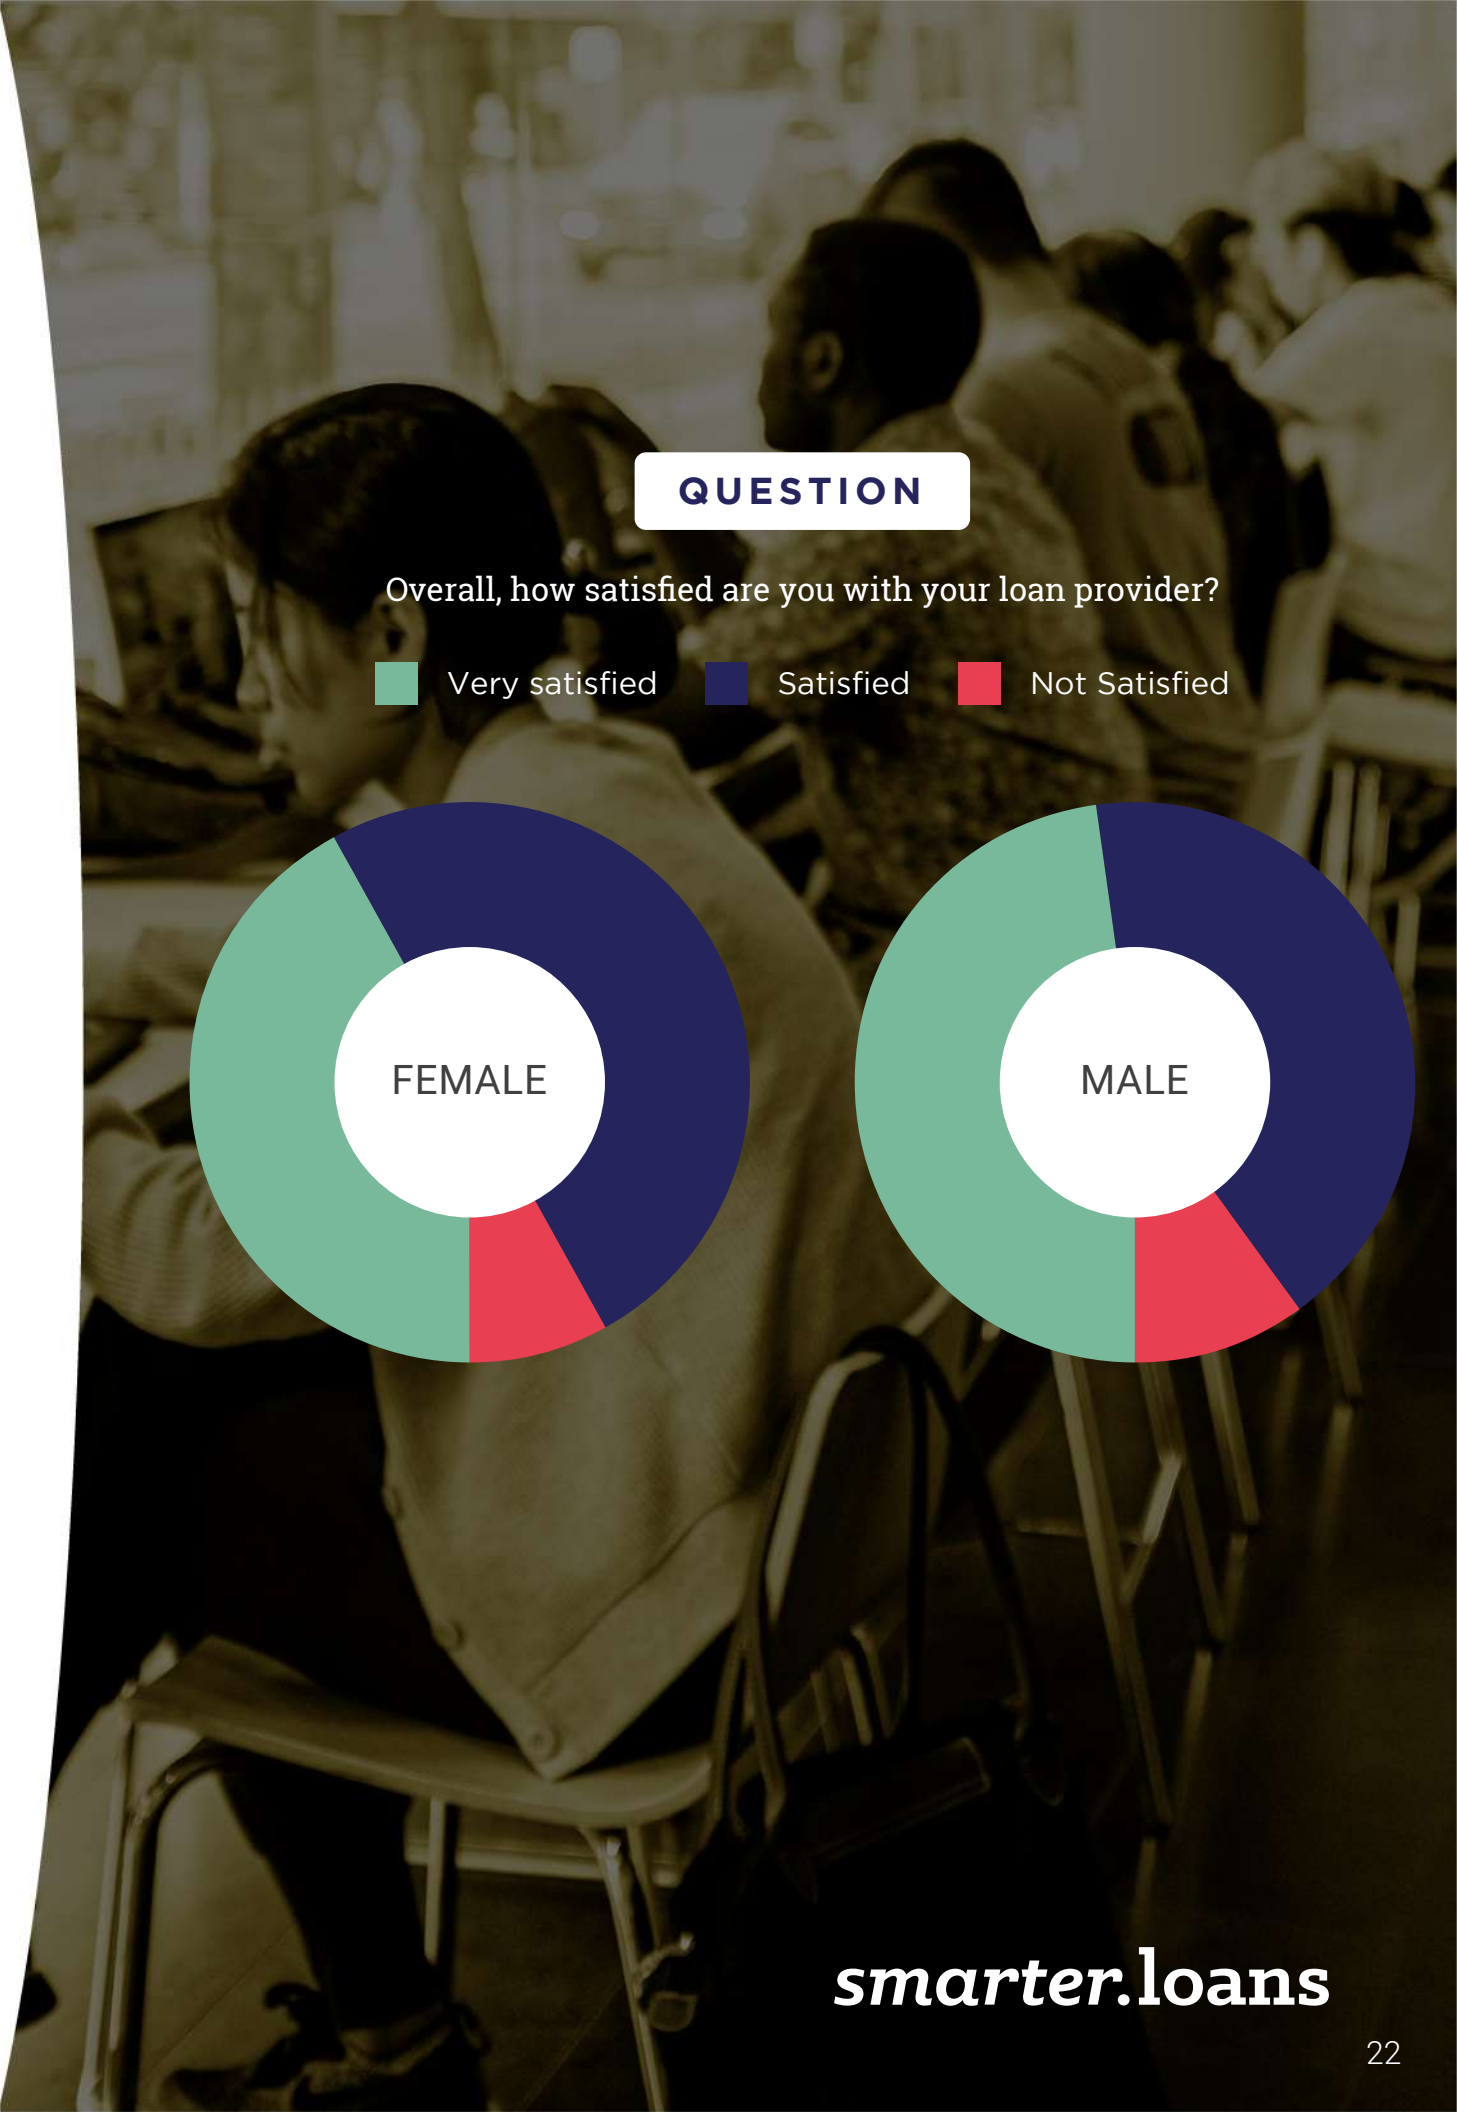 QUESTION
Overall, how satisfied are you with your loan provider?
Very satisfied Satisfied Not Satisfied
FEMALE MALE
smarter.loans
22